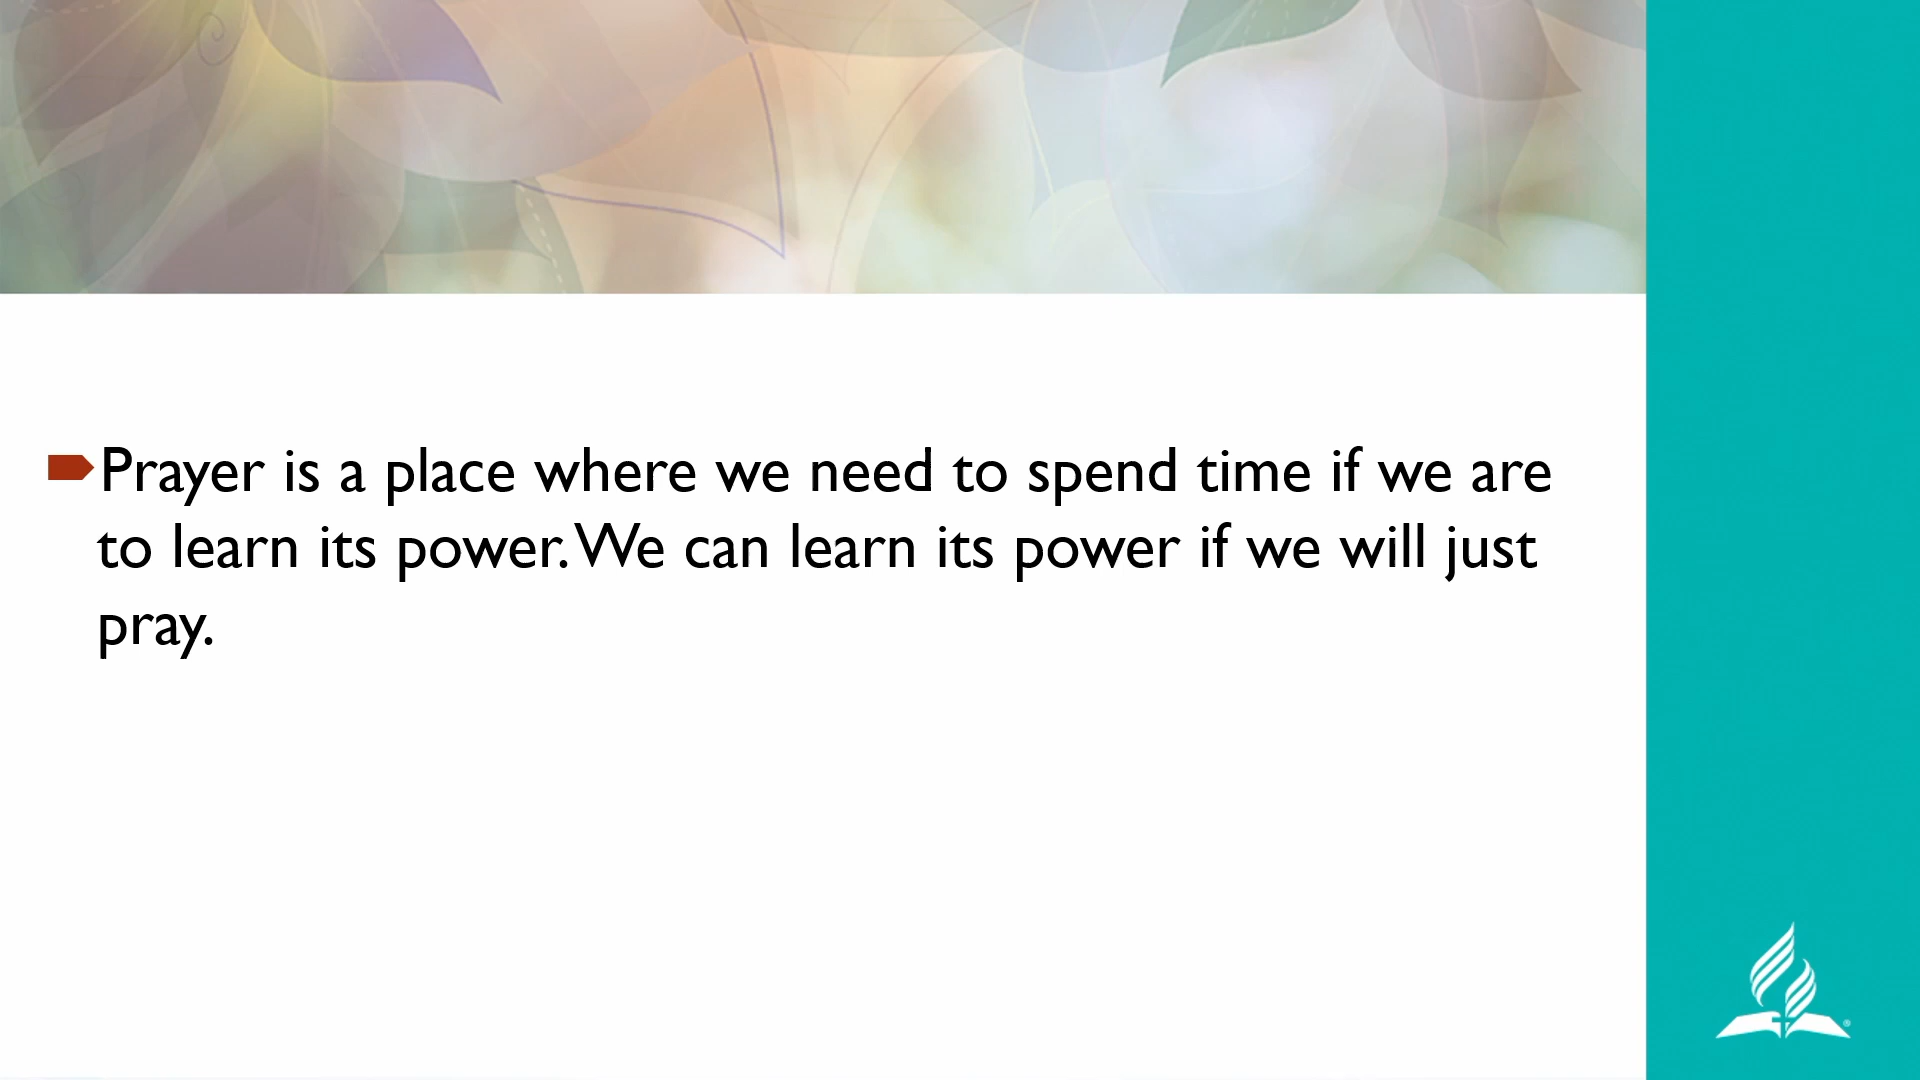 Prayer is a place where we need to spend time if we are
to learn its power. We can learn its power if we will just
pray.